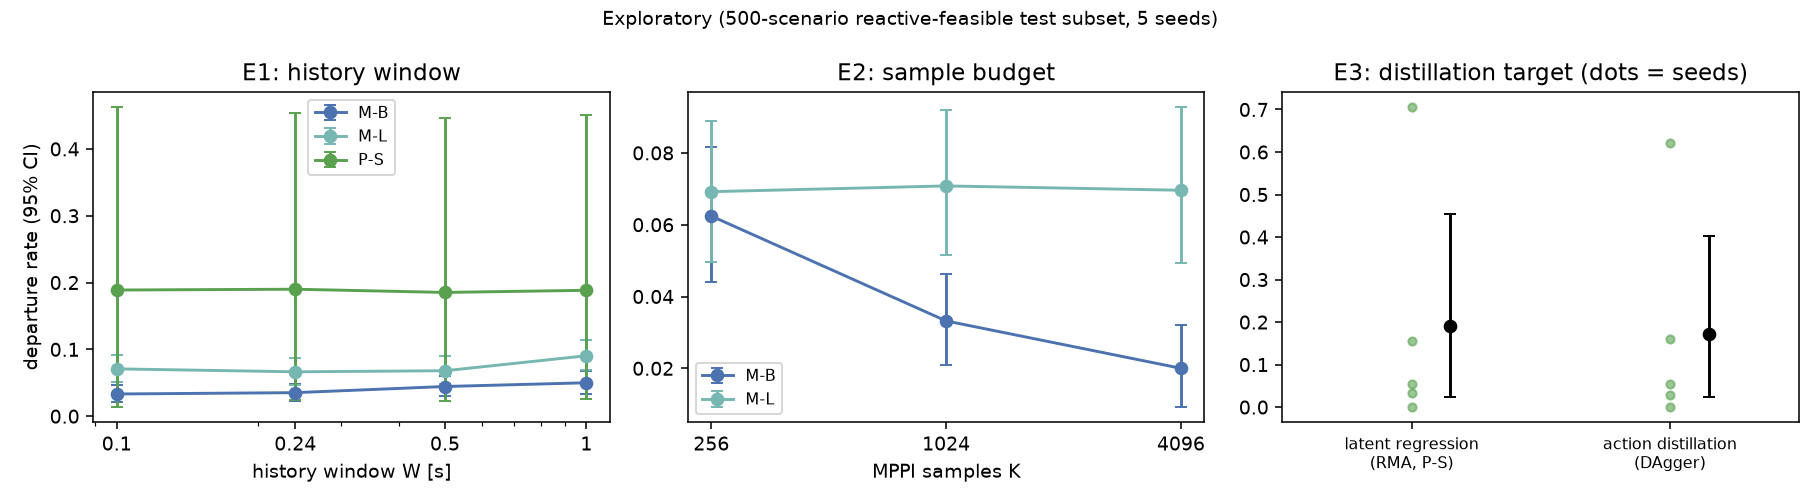 Exploratory (500-scenario reactive-feasible test subset, 5 seeds)
E1: history window
departure rate (95% CI)
0.4
0.3
0.2
0.1
0.0
M-B
M-L
P-S
0.1
0.24
0.5
1
history window W [s]
E2: sample budget
0.08
0.06
0.04
0.02
M-B
M-L
256
1024
4096
MPPI samples K
E3: distillation target (dots = seeds)
0.7
0.6
0.5
0.4
0.3
0.2
0.1
0.0
latent regression
(RMA, P-S)
action distillation
(DAgger)